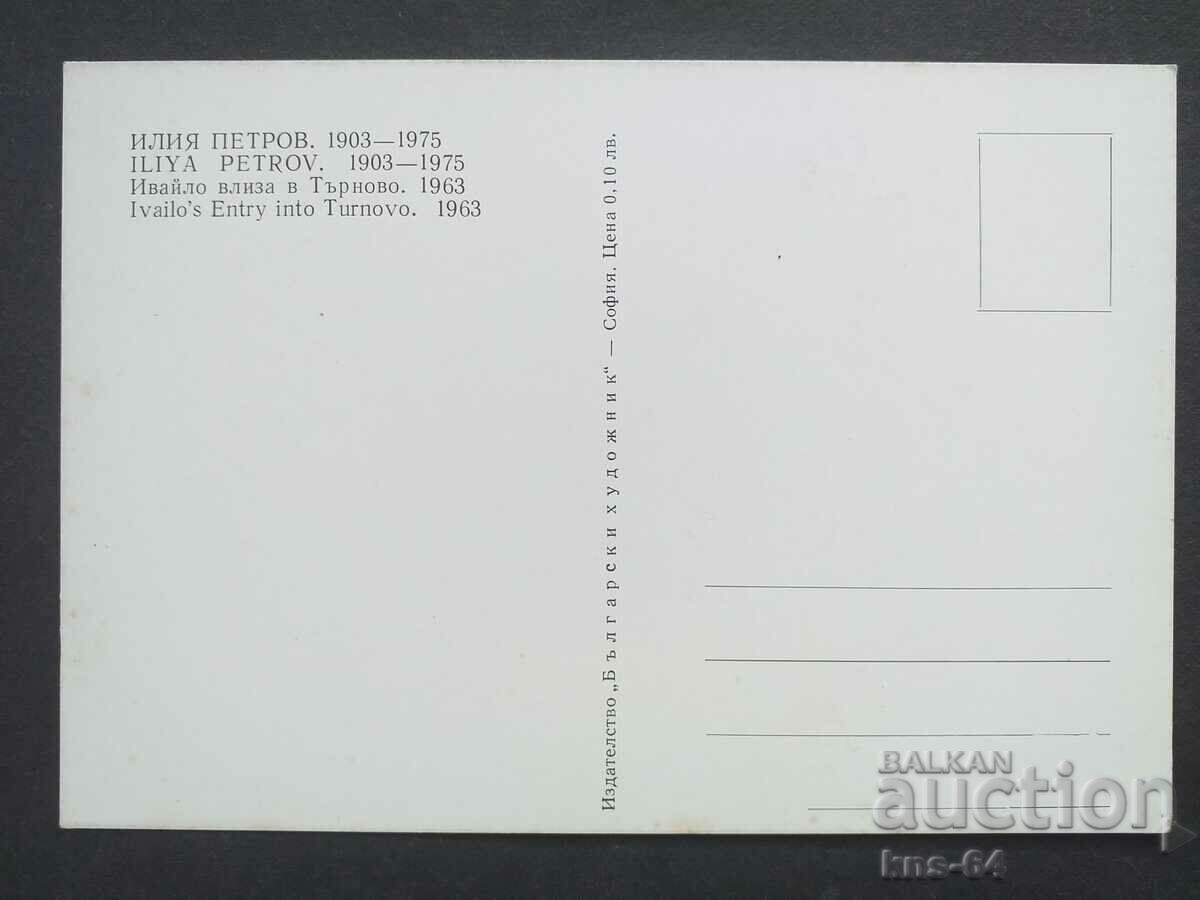 ИЛИЯ ПЕТРОВ. 1903—1975
ILIYA PETROV. 1903—1975
Ивайло влиза в Търново. 1963
Ivailo's Entry into Turnovo. 1963
Издателство „Български художник“ — София. Цена 0,10 лв.
BALKAN
auction
kns-64